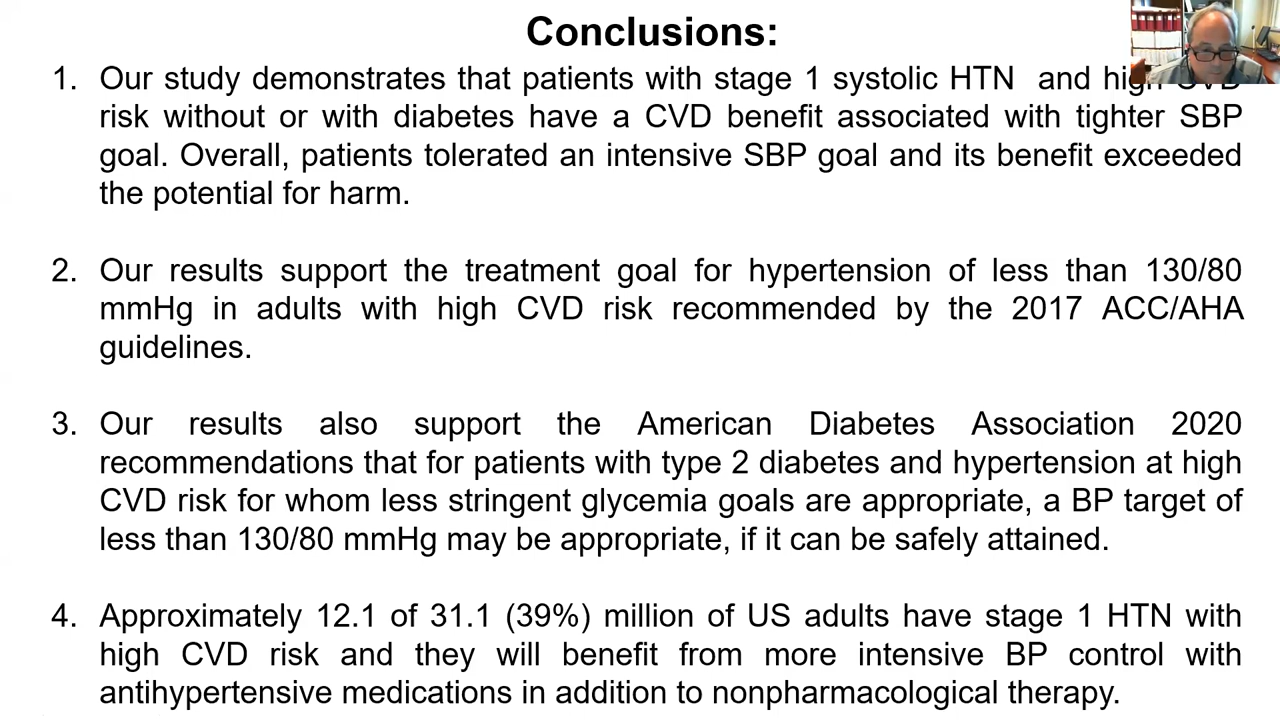 Conclusions:
1. Our study demonstrates that patients with stage 1 systolic HTN and high CVD
risk without or with diabetes have a CVD benefit associated with tighter SBP
goal. Overall, patients tolerated an intensive SBP goal and its benefit exceeded
the potential for harm.
2. Our results support the treatment goal for hypertension of less than 130/80
mmHg in adults with high CVD risk recommended by the 2017 ACC/AHA
guidelines.
3. Our results also support the American Diabetes Association 2020
recommendations that for patients with type 2 diabetes and hypertension at high
CVD risk for whom less stringent glycemia goals are appropriate, a BP target of
less than 130/80 mmHg may be appropriate, if it can be safely attained.
4. Approximately 12.1 of 31.1 (39%) million of US adults have stage 1 HTN with
high CVD risk and they will benefit from more intensive BP control with
antihypertensive medications in addition to nonpharmacological therapy.